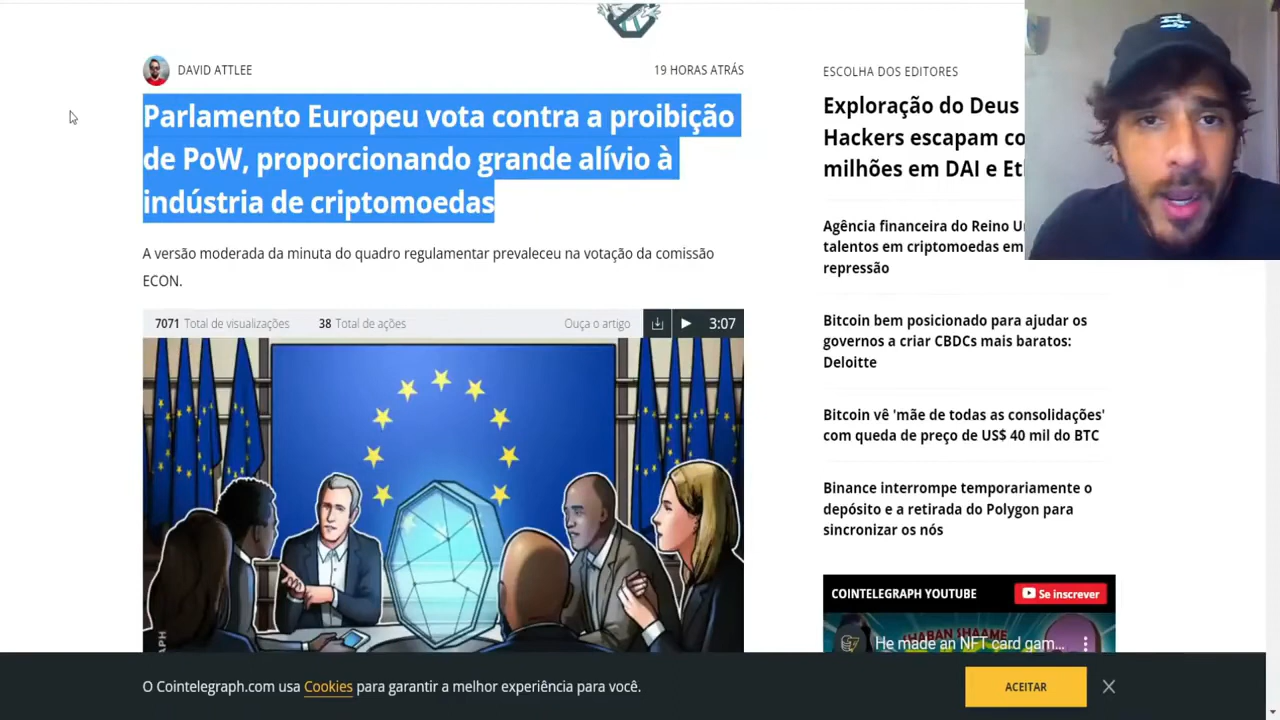 DAVID ATTLEE
19 HORAS ATRÁS
Parlamento Europeu vota contra a proibição
de PoW, proporcionando grande alívio à
indústria de criptomoedas
A versão moderada da minuta do quadro regulamentar prevaleceu na votação da comissão
ECON.
7071 Total de visualizações
38 Total de ações
Ouça o artigo
3:07
ESCOLHA DOS EDITORES
Exploração do Deus
Hackers escapam co
milhões em DAI e Et
Agência financeira do Reino Un
talentos em criptomoedas em
repressão
Bitcoin bem posicionado para ajudar os
governos a criar CBDCs mais baratos:
Deloitte
Bitcoin vê 'mãe de todas as consolidações'
com queda de preço de US$ 40 mil do BTC
Binance interrompe temporariamente o
depósito e a retirada do Polygon para
sincronizar os nós
COINTELEGRAPH YOUTUBE
Se inscrever
He made an NFT card gam...
SHABAN SHAAME
O Cointelegraph.com usa Cookies para garantir a melhor experiência para você.
ACEITAR